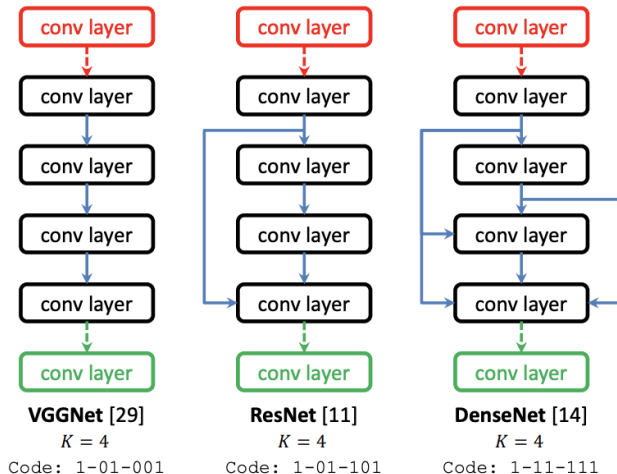 conv layer conv layer conv layer
conv layer conv layer conv layer
conv layer conv layer conv layer
conv layer conv layer conv layer
conv layer conv layer conv layer
conv layer conv layer conv layer
VGGNet [29] ResNet [11] DenseNet [14]
K = 4 K = 4 K = 4
Code: 1-01-001 Code: 1-01-101 Code: 1-11-111